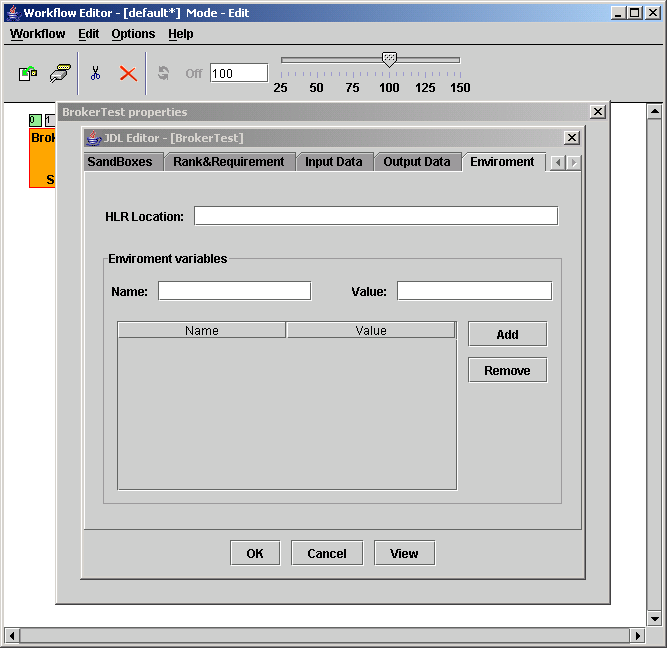 Workflow Editor - [default*] Mode - Edit
Workflow Edit Options Help
Off 100
25 50 75 100 125 150
BrokerTest properties
0 1
Brok
S
JDL Editor - [BrokerTest]
SandBoxes Rank&Requirement Input Data Output Data Enviroment
HLR Location:
Enviroment variables
Name: Value:
Name Value
Add
Remove
OK Cancel View